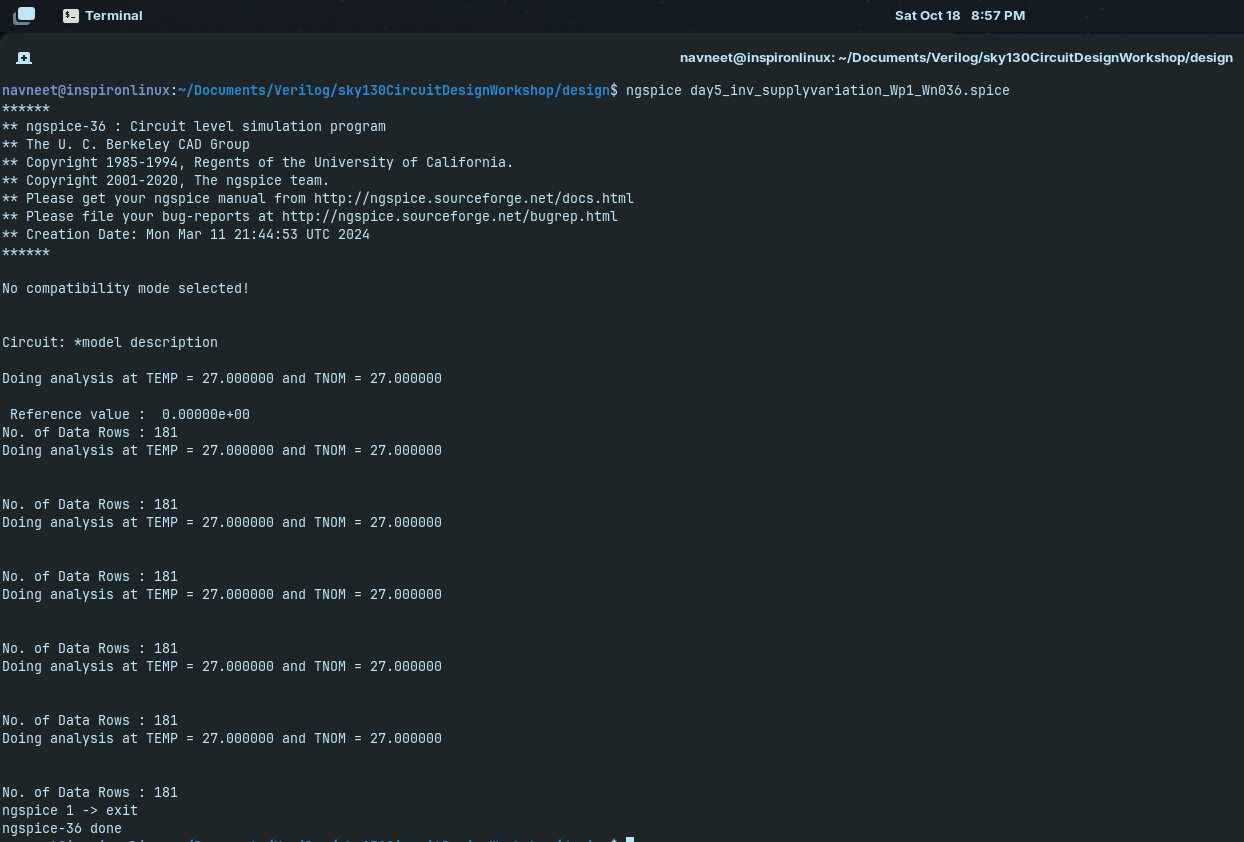 Terminal
Sat Oct 18 8:57 PM
navneet@inspironlinux: ~/Documents/Verilog/sky130CircuitDesignWorkshop/design
navneet@inspironlinux:~/Documents/Verilog/sky130CircuitDesignWorkshop/design$ ngspice day5_inv_supplyvariation_Wp1_Wn036.spice
******
** ngspice-36 : Circuit level simulation program
** The U. C. Berkeley CAD Group
** Copyright 1985-1994, Regents of the University of California.
** Copyright 2001-2020, The ngspice team.
** Please get your ngspice manual from http://ngspice.sourceforge.net/docs.html
** Please file your bug-reports at http://ngspice.sourceforge.net/bugrep.html
** Creation Date: Mon Mar 11 21:44:53 UTC 2024
******
No compatibility mode selected!
Circuit: *model description
Doing analysis at TEMP = 27.000000 and TNOM = 27.000000
Reference value :  0.00000e+00
No. of Data Rows : 181
Doing analysis at TEMP = 27.000000 and TNOM = 27.000000
No. of Data Rows : 181
Doing analysis at TEMP = 27.000000 and TNOM = 27.000000
No. of Data Rows : 181
Doing analysis at TEMP = 27.000000 and TNOM = 27.000000
No. of Data Rows : 181
Doing analysis at TEMP = 27.000000 and TNOM = 27.000000
No. of Data Rows : 181
Doing analysis at TEMP = 27.000000 and TNOM = 27.000000
No. of Data Rows : 181
ngspice 1 -> exit
ngspice-36 done